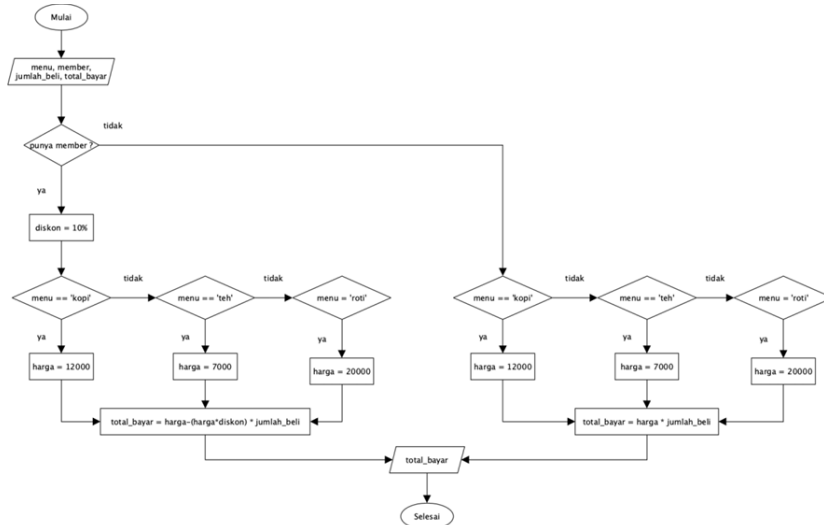 Mulai
menu, member,
jumlah_beli, total_bayar
tidak
punya member ?
ya
diskon = 10%
tidak
tidak
menu == 'kopi'
menu == 'teh'
menu = 'roti'
ya
ya
ya
harga = 12000
harga = 7000
harga = 20000
total_bayar = harga-(harga*diskon) * jumlah_beli
tidak
tidak
menu == 'kopi'
menu == 'teh'
menu = 'roti'
ya
ya
ya
harga = 12000
harga = 7000
harga = 20000
total_bayar = harga * jumlah_beli
total_bayar
Selesai